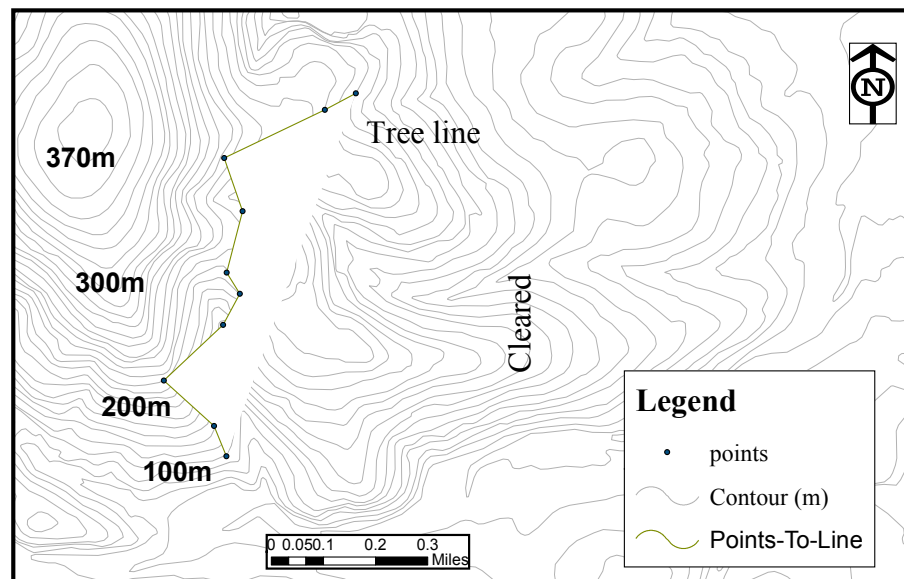 N
Tree line
370m
300m
Cleared
200m
100m
Legend
points
Contour (m)
Points-To-Line
0 0.050.1 0.2 0.3
Miles